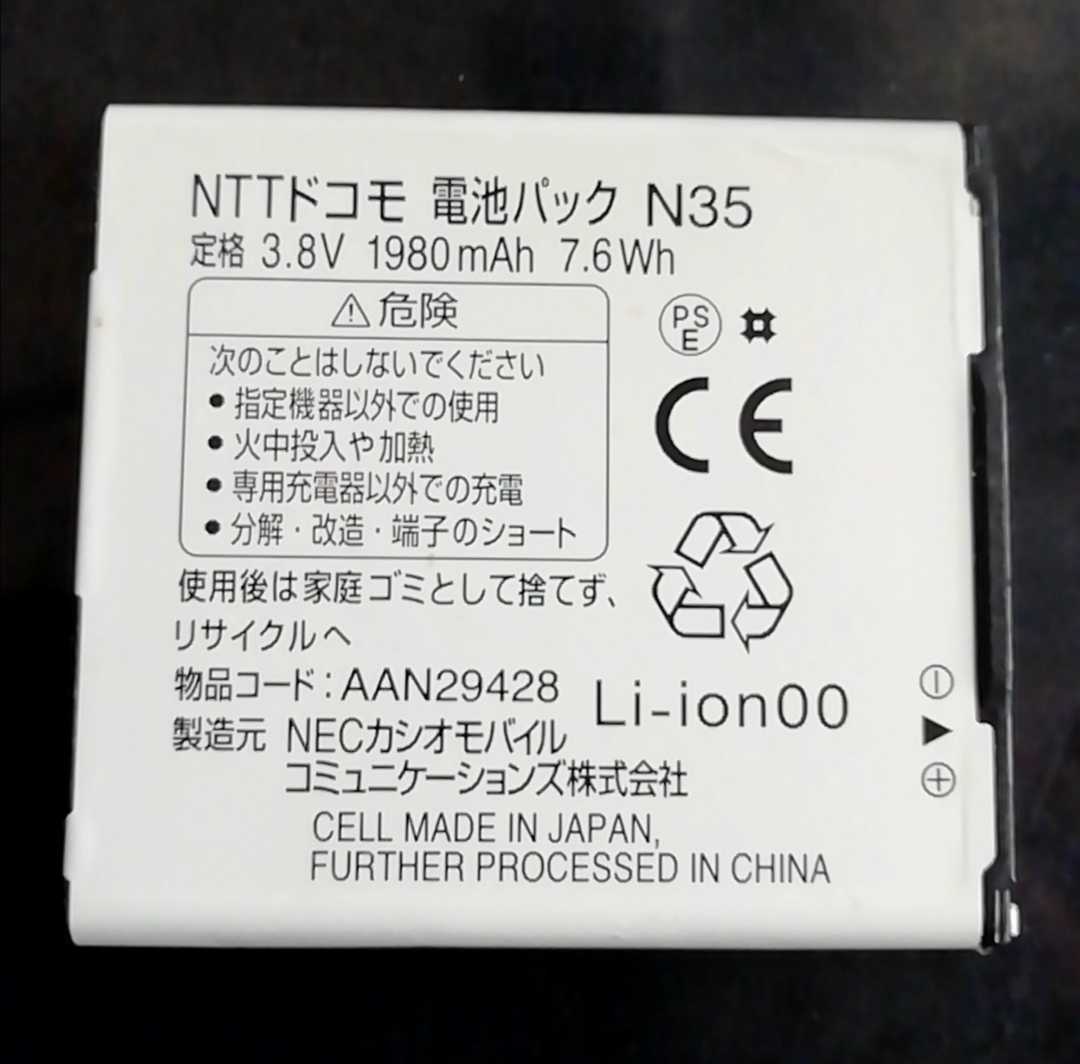 NTTドコモ 電池パック N35
定格 3.8V 1980mAh 7.6Wh
危険
次のことはしないでください
• 指定機器以外での使用
• 火中投入や加熱
• 専用充電器以外での充電
• 分解・改造・端子のショート
PSE
CE
使用後は家庭ゴミとして捨てず、
リサイクルへ
物品コード：AAN29428
Li-ion00
製造元 NECカシオモバイル
コミュニケーションズ株式会社
CELL MADE IN JAPAN,
FURTHER PROCESSED IN CHINA